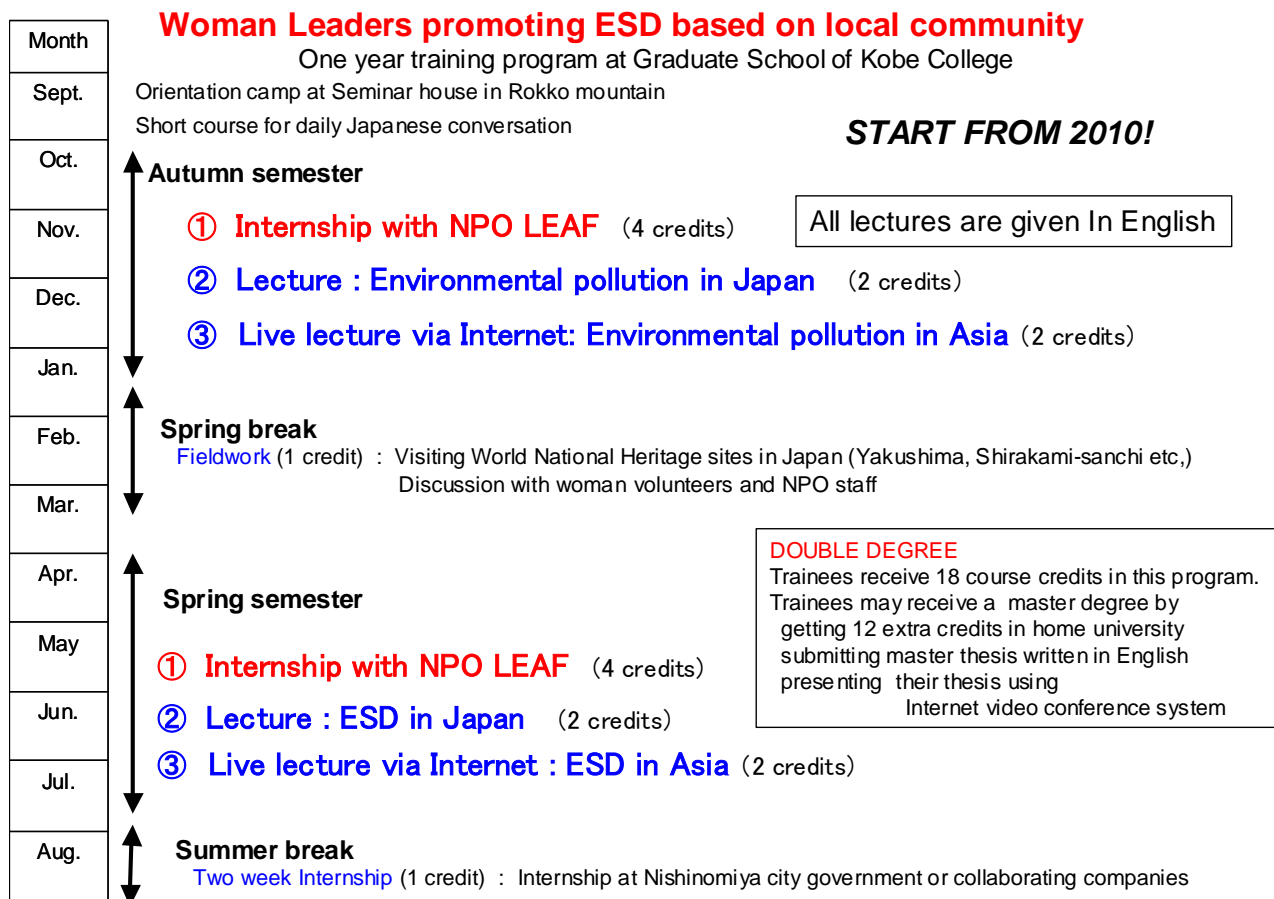 Woman Leaders promoting ESD based on local community
One year training program at Graduate School of Kobe College
Month
Sept.
Orientation camp at Seminar house in Rokko mountain
Short course for daily Japanese conversation
START FROM 2010!
Oct.
Autumn semester
① Internship with NPO LEAF （4 credits）
All lectures are given In English
Nov.
② Lecture : Environmental pollution in Japan （2 credits）
Dec.
③ Live lecture via Internet: Environmental pollution in Asia （2 credits）
Jan.
Spring break
Feb.
Fieldwork (1 credit) : Visiting World National Heritage sites in Japan (Yakushima, Shirakami-sanchi etc,)
Discussion with woman volunteers and NPO staff
Mar.
DOUBLE DEGREE
Trainees receive 18 course credits in this program.
Trainees may receive a master degree by
getting 12 extra credits in home university
submitting master thesis written in English
presenting their thesis using
Internet video conference system
Apr.
Spring semester
May
① Internship with NPO LEAF （4 credits）
Jun.
② Lecture : ESD in Japan （2 credits）
③ Live lecture via Internet : ESD in Asia （2 credits）
Jul.
Aug.
Summer break
Two week Internship (1 credit) : Internship at Nishinomiya city government or collaborating companies